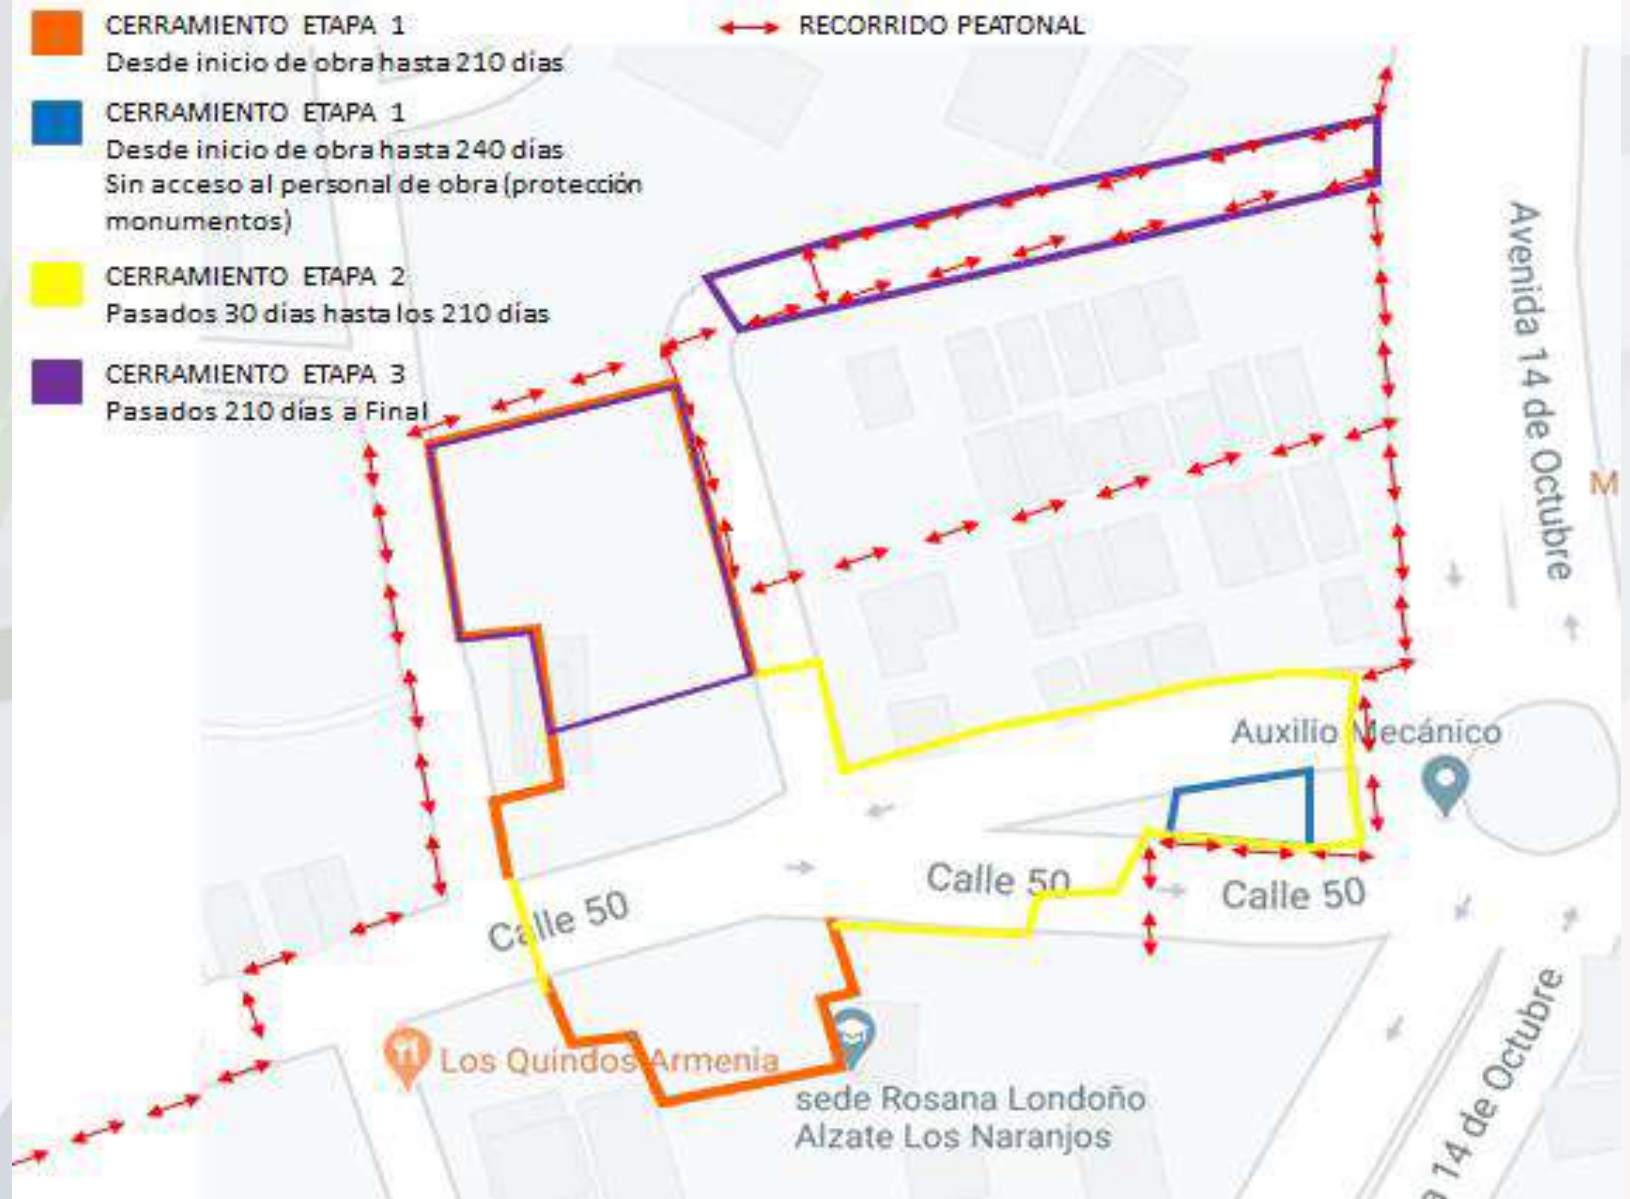 CERRAMIENTO ETAPA 1
Desde inicio de obra hasta 210 días
CERRAMIENTO ETAPA 1
Desde inicio de obra hasta 240 días
Sin acceso al personal de obra (protección
monumentos)
CERRAMIENTO ETAPA 2
Pasados 30 días hasta los 210 días
CERRAMIENTO ETAPA 3
Pasados 210 días a Final
RECORRIDO PEATONAL
Avenida 14 de Octubre
M
Auxilio Mecánico
Calle 50
Calle 50
Calle 50
Los Quindos Armenia
sede Rosana Londoño
Alzate Los Naranjos
a 14 de Octubre